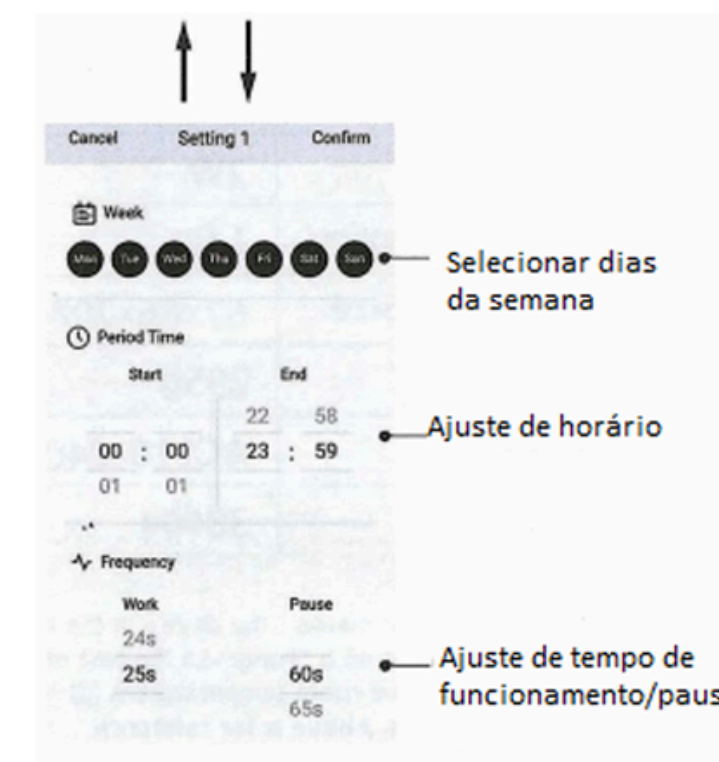 Cancel Setting 1 Confirm
Week
Mon Tue Wed Thu Fri Sat Sun
Selecionar dias
da semana
Period Time
Start End
22 58
Ajuste de horário
00 : 00 23 : 59
01 01
Frequency
Work Pause
24s
Ajuste de tempo de
25s 60s
funcionamento/paus
65s